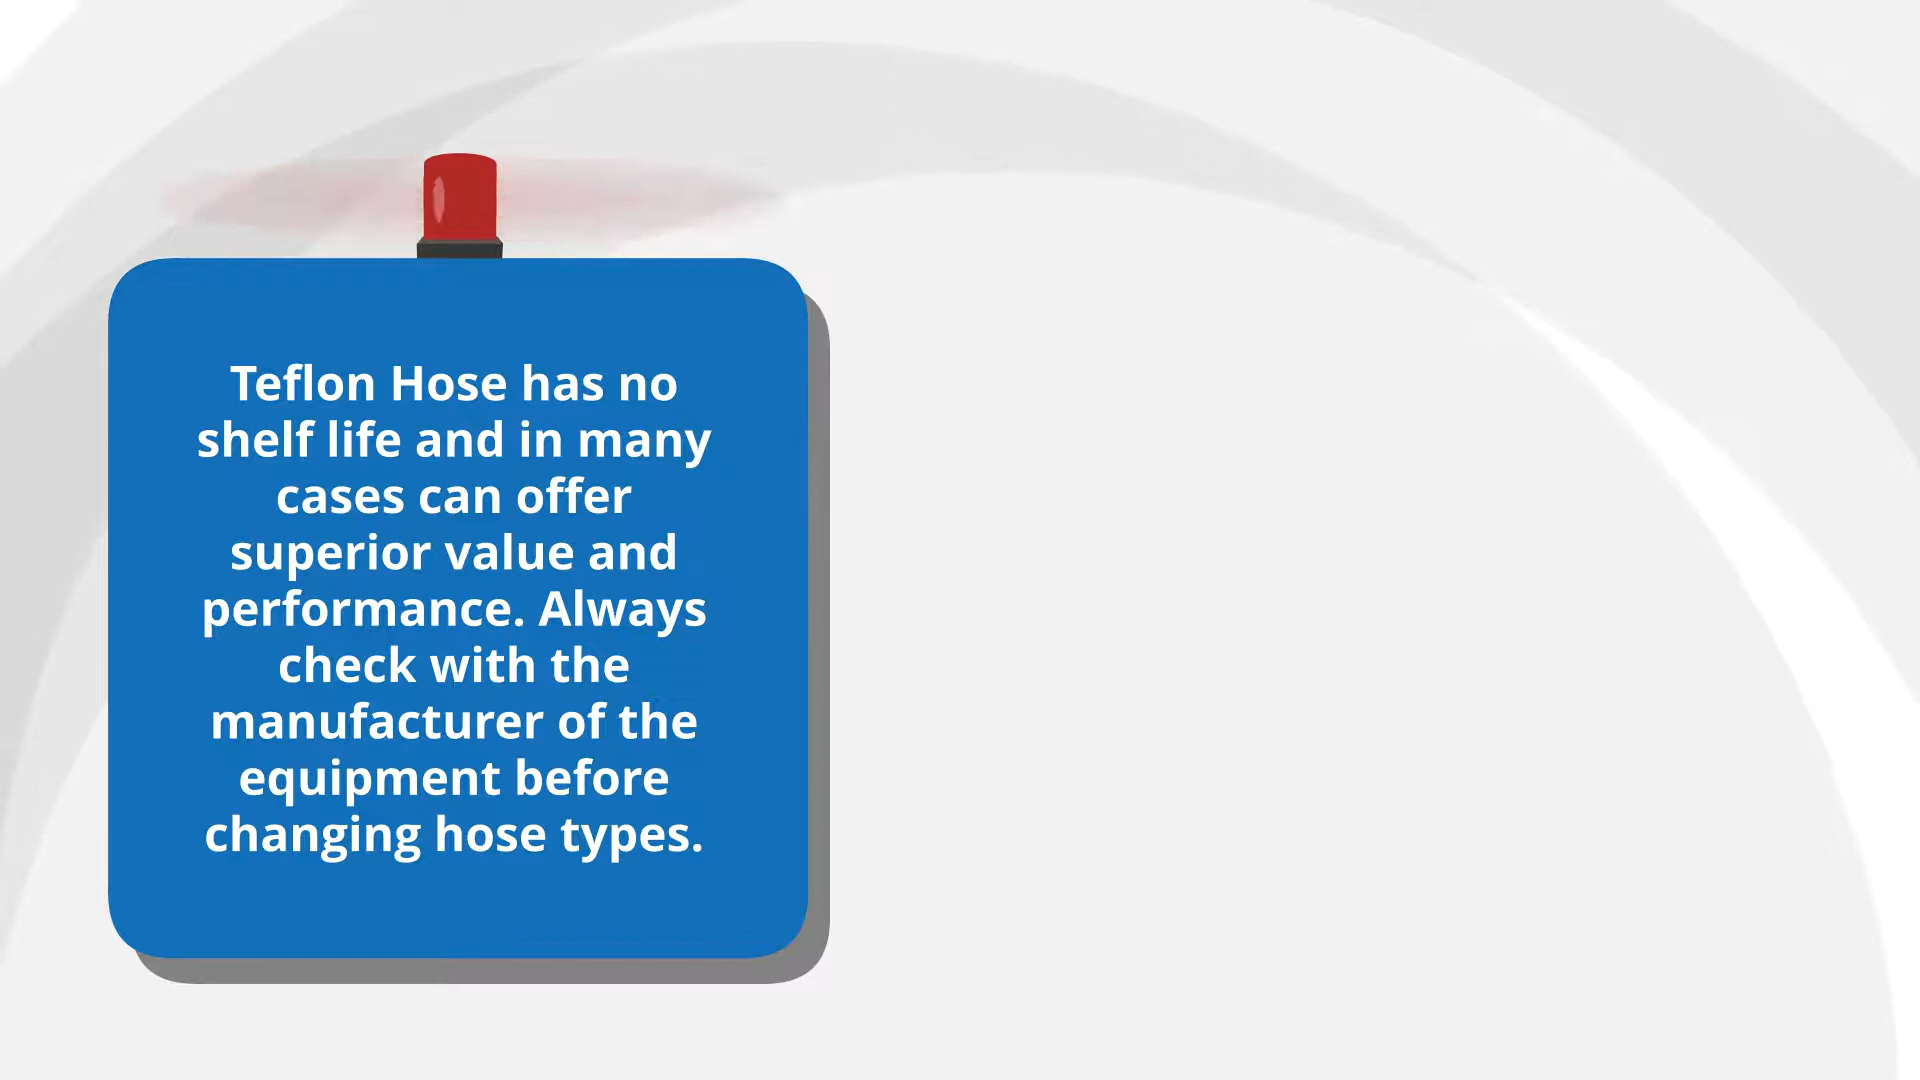 Teflon Hose has no
shelf life and in many
cases can offer
superior value and
performance. Always
check with the
manufacturer of the
equipment before
changing hose types.